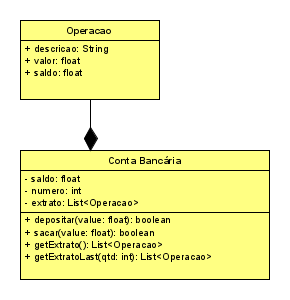 Operacao
+ descricao: String
+ valor: float
+ saldo: float
Conta Bancária
- saldo: float
- numero: int
- extrato: List<Operacao>
+ depositar(value: float): boolean
+ sacar(value: float): boolean
+ getExtrato(): List<Operacao>
+ getExtratoLast(qtd: int): List<Operacao>